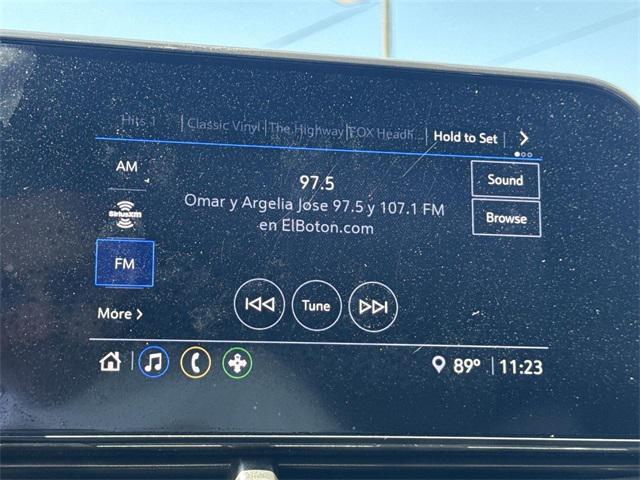 Hits 1 Classic Vinyl The Highway FOX Headh... Hold to Set
AM
SiriusXM
FM
More
97.5
Omar y Argelia Jose 97.5 y 107.1 FM
en ElBoton.com
Sound
Browse
Tune
89° 11:23